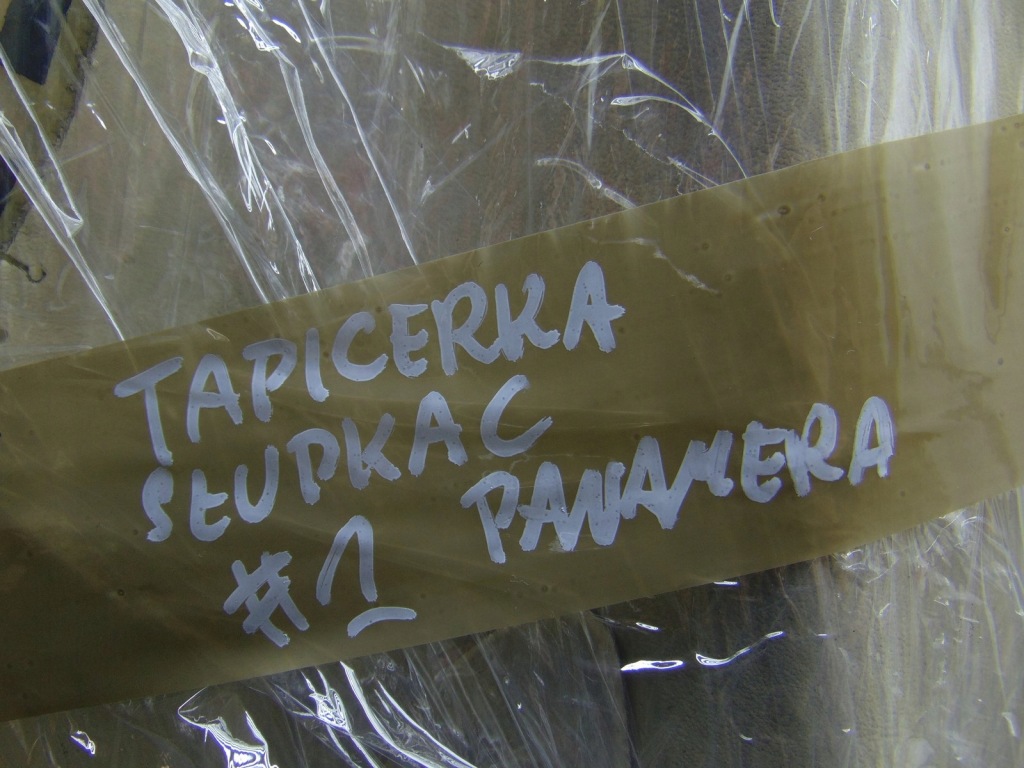 TAPICERKA
SŁUPKA C
#1 PANAMERA